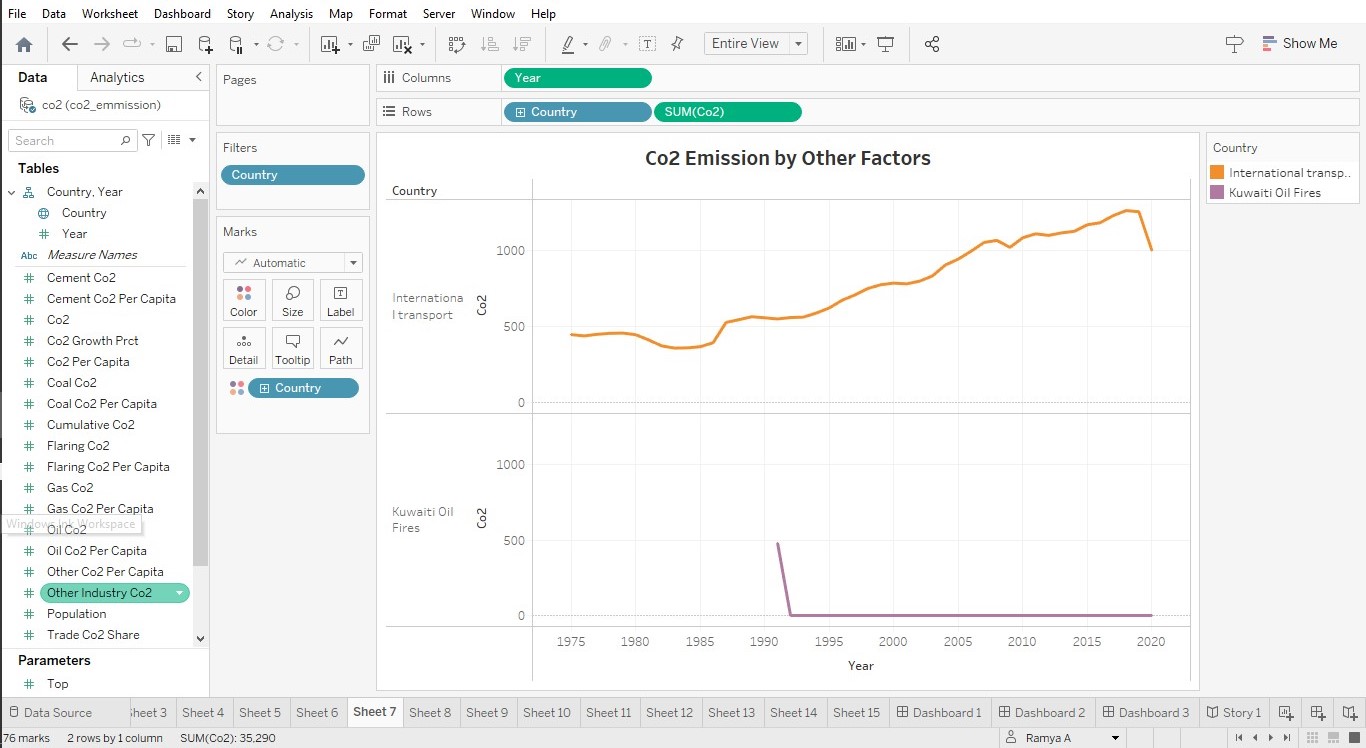 File Data Worksheet Dashboard Story Analysis Map Format Server Window Help
Entire View
Show Me
Data Analytics
co2 (co2_emmission)
Search
Tables
Country, Year
Country
Year
Abc Measure Names
Cement Co2
Cement Co2 Per Capita
Co2
Co2 Growth Prct
Co2 Per Capita
Coal Co2
Coal Co2 Per Capita
Cumulative Co2
Flaring Co2
Flaring Co2 Per Capita
Gas Co2
Gas Co2 Per Capita
Windows Ink Workspace
Oil Co2
Oil Co2 Per Capita
Other Co2 Per Capita
Other Industry Co2
Population
Trade Co2 Share
Parameters
Top
Pages
Filters
Country
Marks
Automatic
Color Size Label
Detail Tooltip Path
Country
Columns Year
Rows Country SUM(Co2)
Co2 Emission by Other Factors
Country
Internationa
l transport
Co2
1000
500
0
Kuwaiti Oil
Fires
Co2
1000
500
0
1975 1980 1985 1990 1995 2000 2005 2010 2015 2020
Year
Country
International transp..
Kuwaiti Oil Fires
Data Source heet 3 Sheet 4 Sheet 5 Sheet 6 Sheet 7 Sheet 8 Sheet 9 Sheet 10 Sheet 11 Sheet 12 Sheet 13 Sheet 14 Sheet 15 Dashboard 1 Dashboard 2 Dashboard 3 Story 1
76 marks 2 rows by 1 column SUM(Co2): 35,290 Ramya A